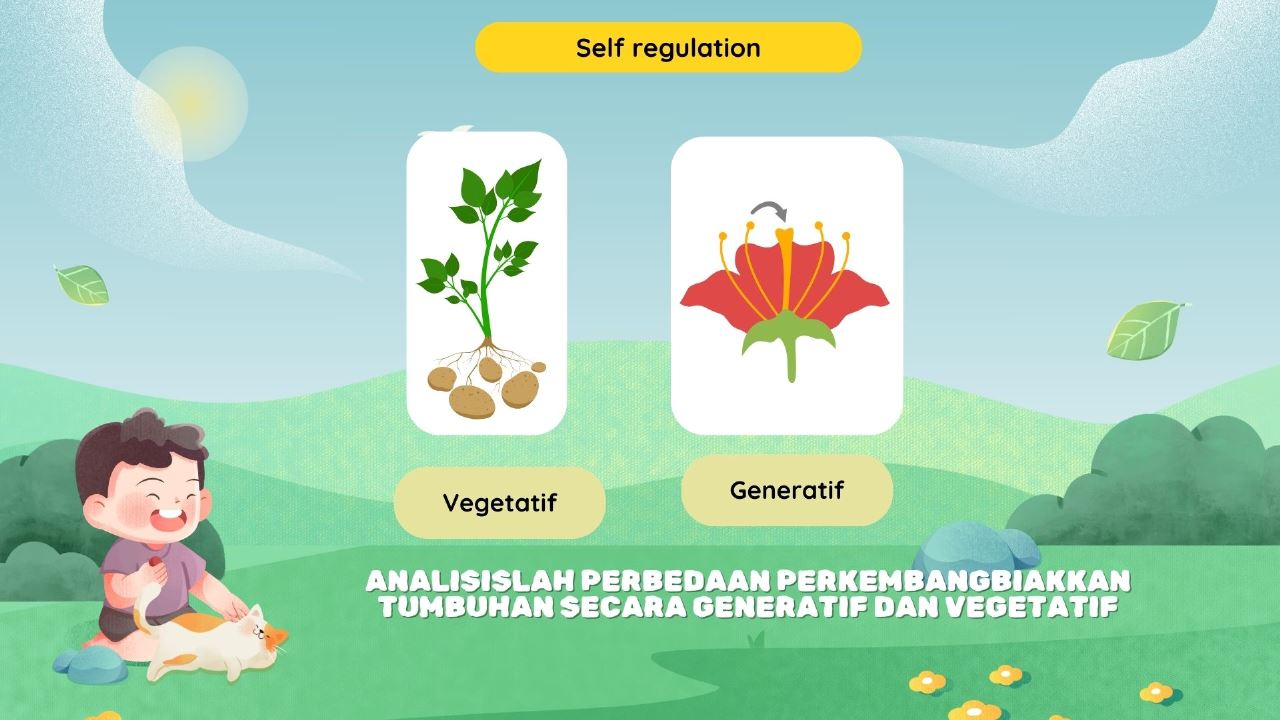 Self regulation
Vegetatif
Generatif
ANALISISLAH PERBEDAAN PERKEMBANGBIAKKAN
TUMBUHAN SECARA GENERATIF DAN VEGETATIF